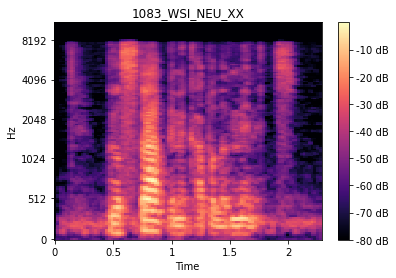 1083_WSI_NEU_XX
8192
4096
2048
1024
512
0
Hz
0 0.5 1 1.5 2
Time
-10 dB
-20 dB
-30 dB
-40 dB
-50 dB
-60 dB
-70 dB
-80 dB